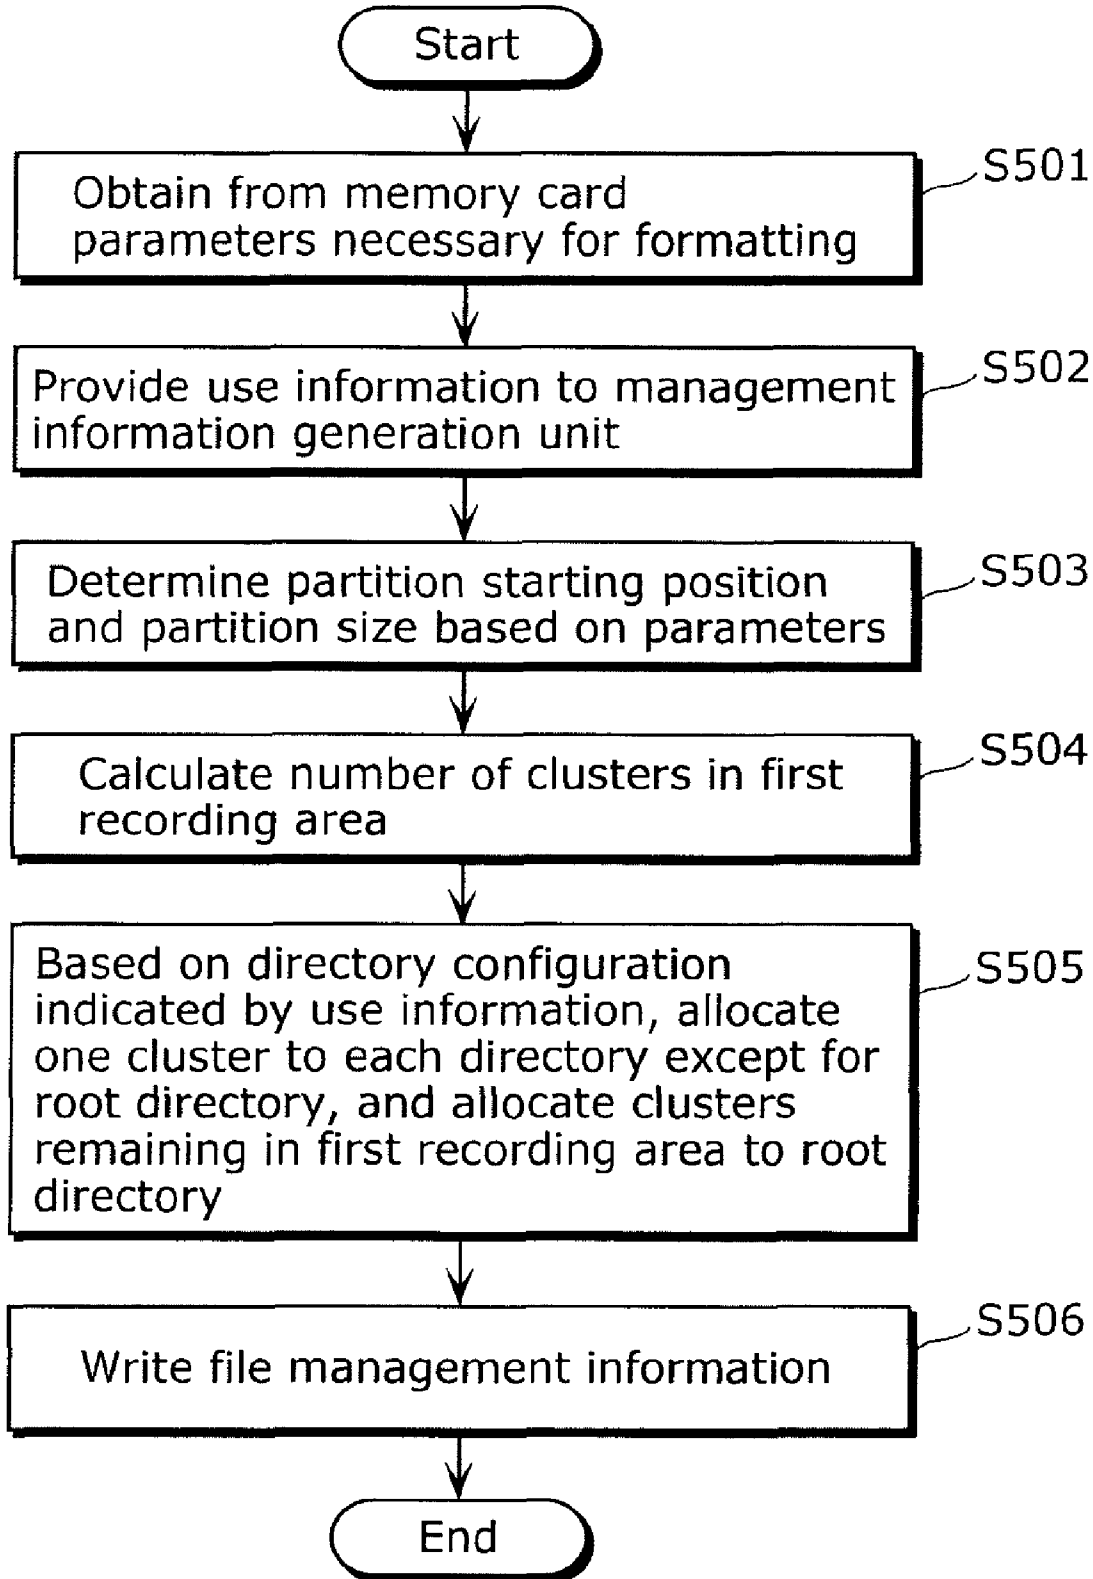 Start
S501
Obtain from memory card
parameters necessary for formatting
S502
Provide use information to management
information generation unit
S503
Determine partition starting position
and partition size based on parameters
S504
Calculate number of clusters in first
recording area
S505
Based on directory configuration
indicated by use information, allocate
one cluster to each directory except for
root directory, and allocate clusters
remaining in first recording area to root
directory
S506
Write file management information
End